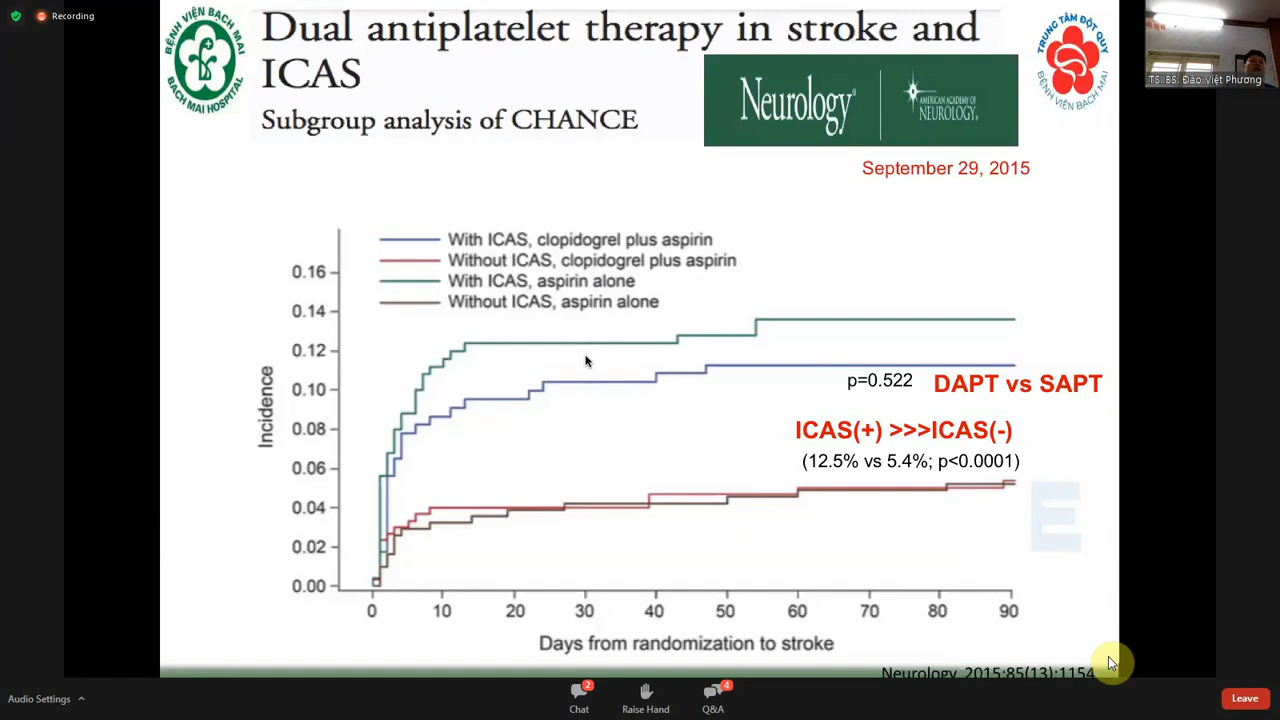 Recording
BỆNH VIỆN BẠCH MAI
BACH MAI HOSPITAL
Dual antiplatelet therapy in stroke and
ICAS
Subgroup analysis of CHANCE
Neurology®
AMERICAN ACADEMY OF
NEUROLOGY®
TRUNG TÂM ĐỘT QUỴ
BỆNH VIỆN BẠCH MAI
TS. BS. Đào Việt Phương
September 29, 2015
With ICAS, clopidogrel plus aspirin
Without ICAS, clopidogrel plus aspirin
With ICAS, aspirin alone
Without ICAS, aspirin alone
Incidence
0.16
0.14
0.12
0.10
0.08
0.06
0.04
0.02
0.00
p=0.522
DAPT vs SAPT
ICAS(+) >>>ICAS(-)
(12.5% vs 5.4%; p<0.0001)
E
0 10 20 30 40 50 60 70 80 90
Days from randomization to stroke
Neurology. 2015;85(13):1154
Audio Settings
Chat
2
Raise Hand
Q&A
4
Leave